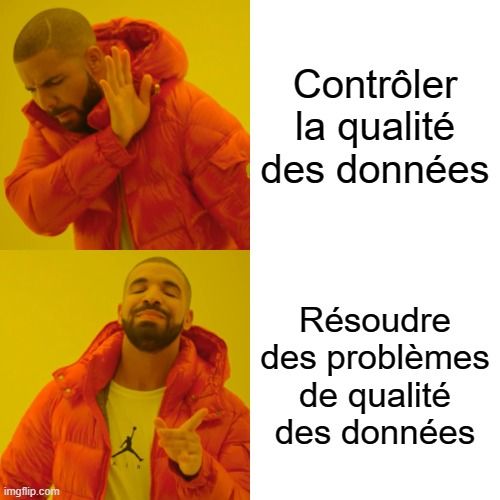 Contrôler
la qualité
des données
Résoudre
des problèmes
de qualité
des données
imgflip.com